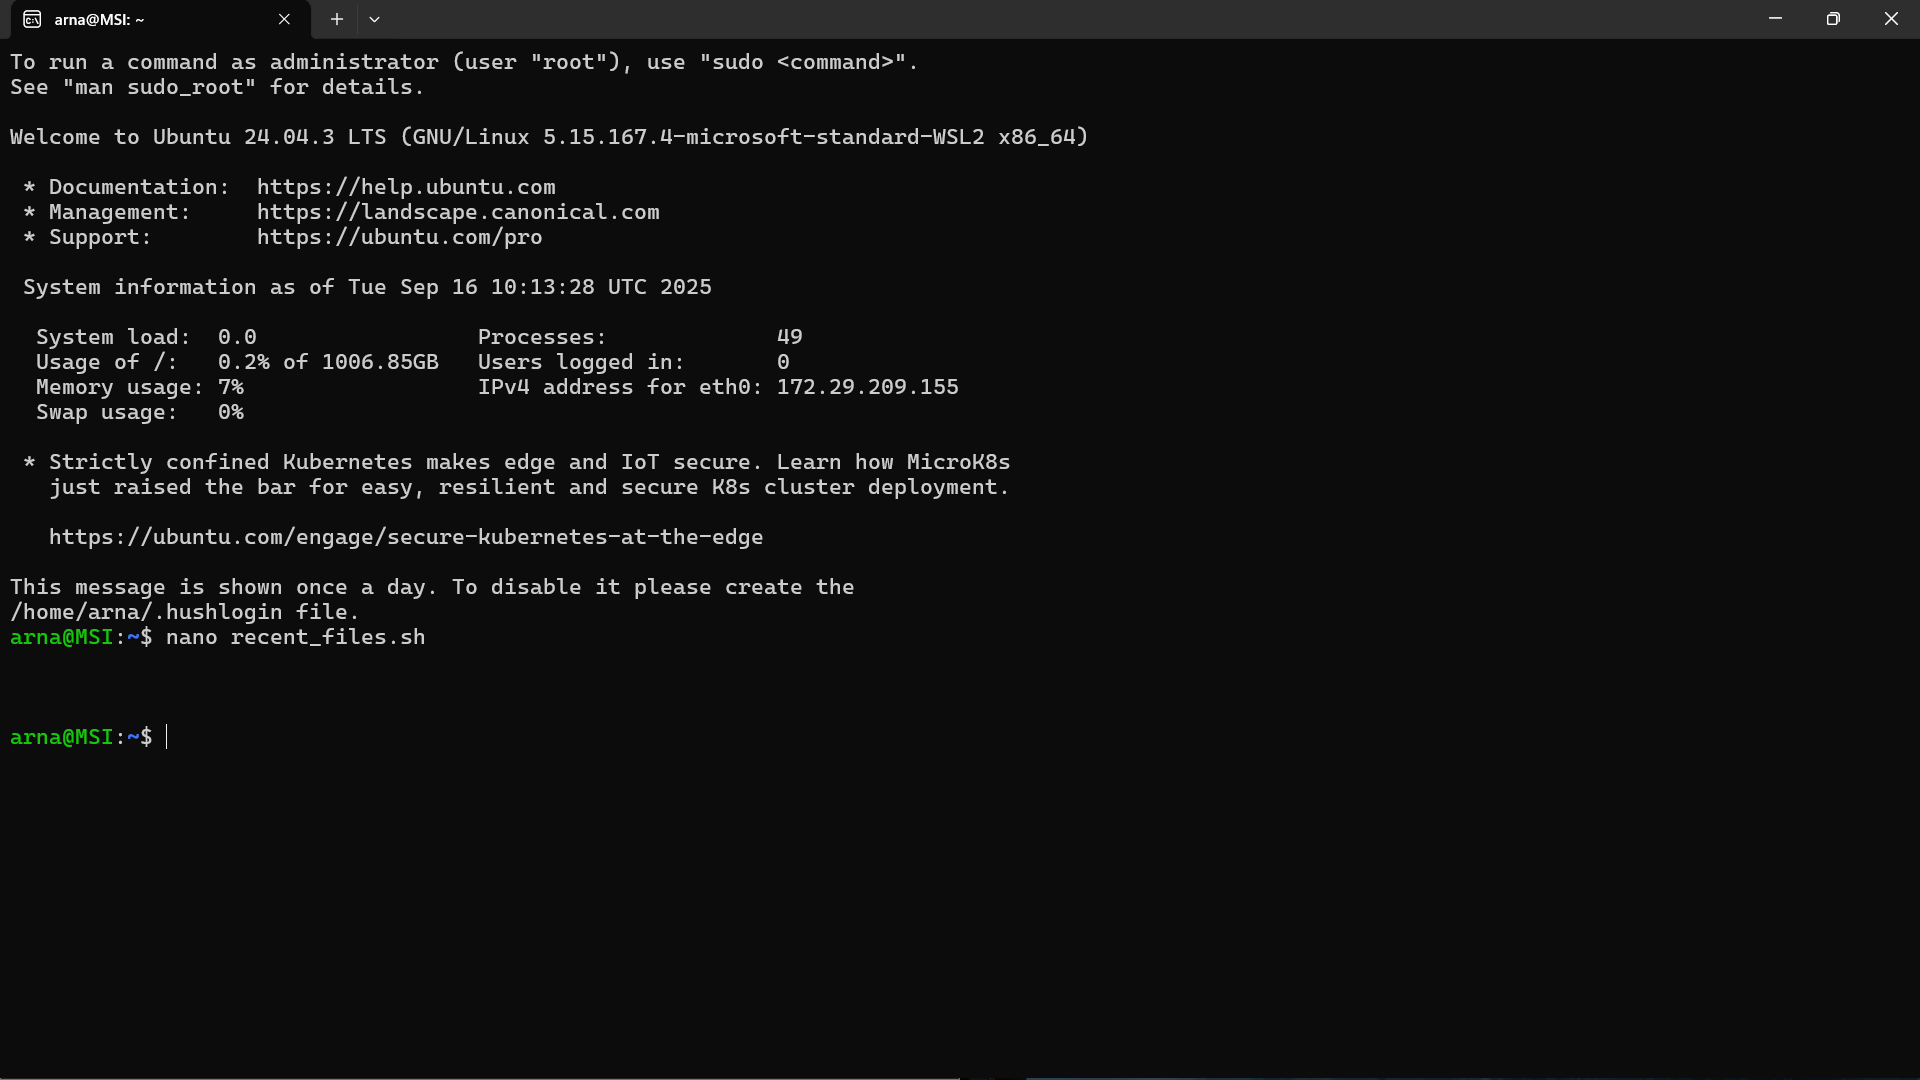 arna@MSI: ~
To run a command as administrator (user "root"), use "sudo <command>".
See "man sudo_root" for details.
Welcome to Ubuntu 24.04.3 LTS (GNU/Linux 5.15.167.4-microsoft-standard-WSL2 x86_64)
* Documentation:  https://help.ubuntu.com
* Management:     https://landscape.canonical.com
* Support:        https://ubuntu.com/pro
System information as of Tue Sep 16 10:13:28 UTC 2025
System load:  0.0                 Processes:             49
Usage of /:   0.2% of 1006.85GB   Users logged in:       0
Memory usage: 7%                  IPv4 address for eth0: 172.29.209.155
Swap usage:   0%
* Strictly confined Kubernetes makes edge and IoT secure. Learn how MicroK8s
just raised the bar for easy, resilient and secure K8s cluster deployment.
https://ubuntu.com/engage/secure-kubernetes-at-the-edge
This message is shown once a day. To disable it please create the
/home/arna/.hushlogin file.
arna@MSI:~$ nano recent_files.sh
arna@MSI:~$